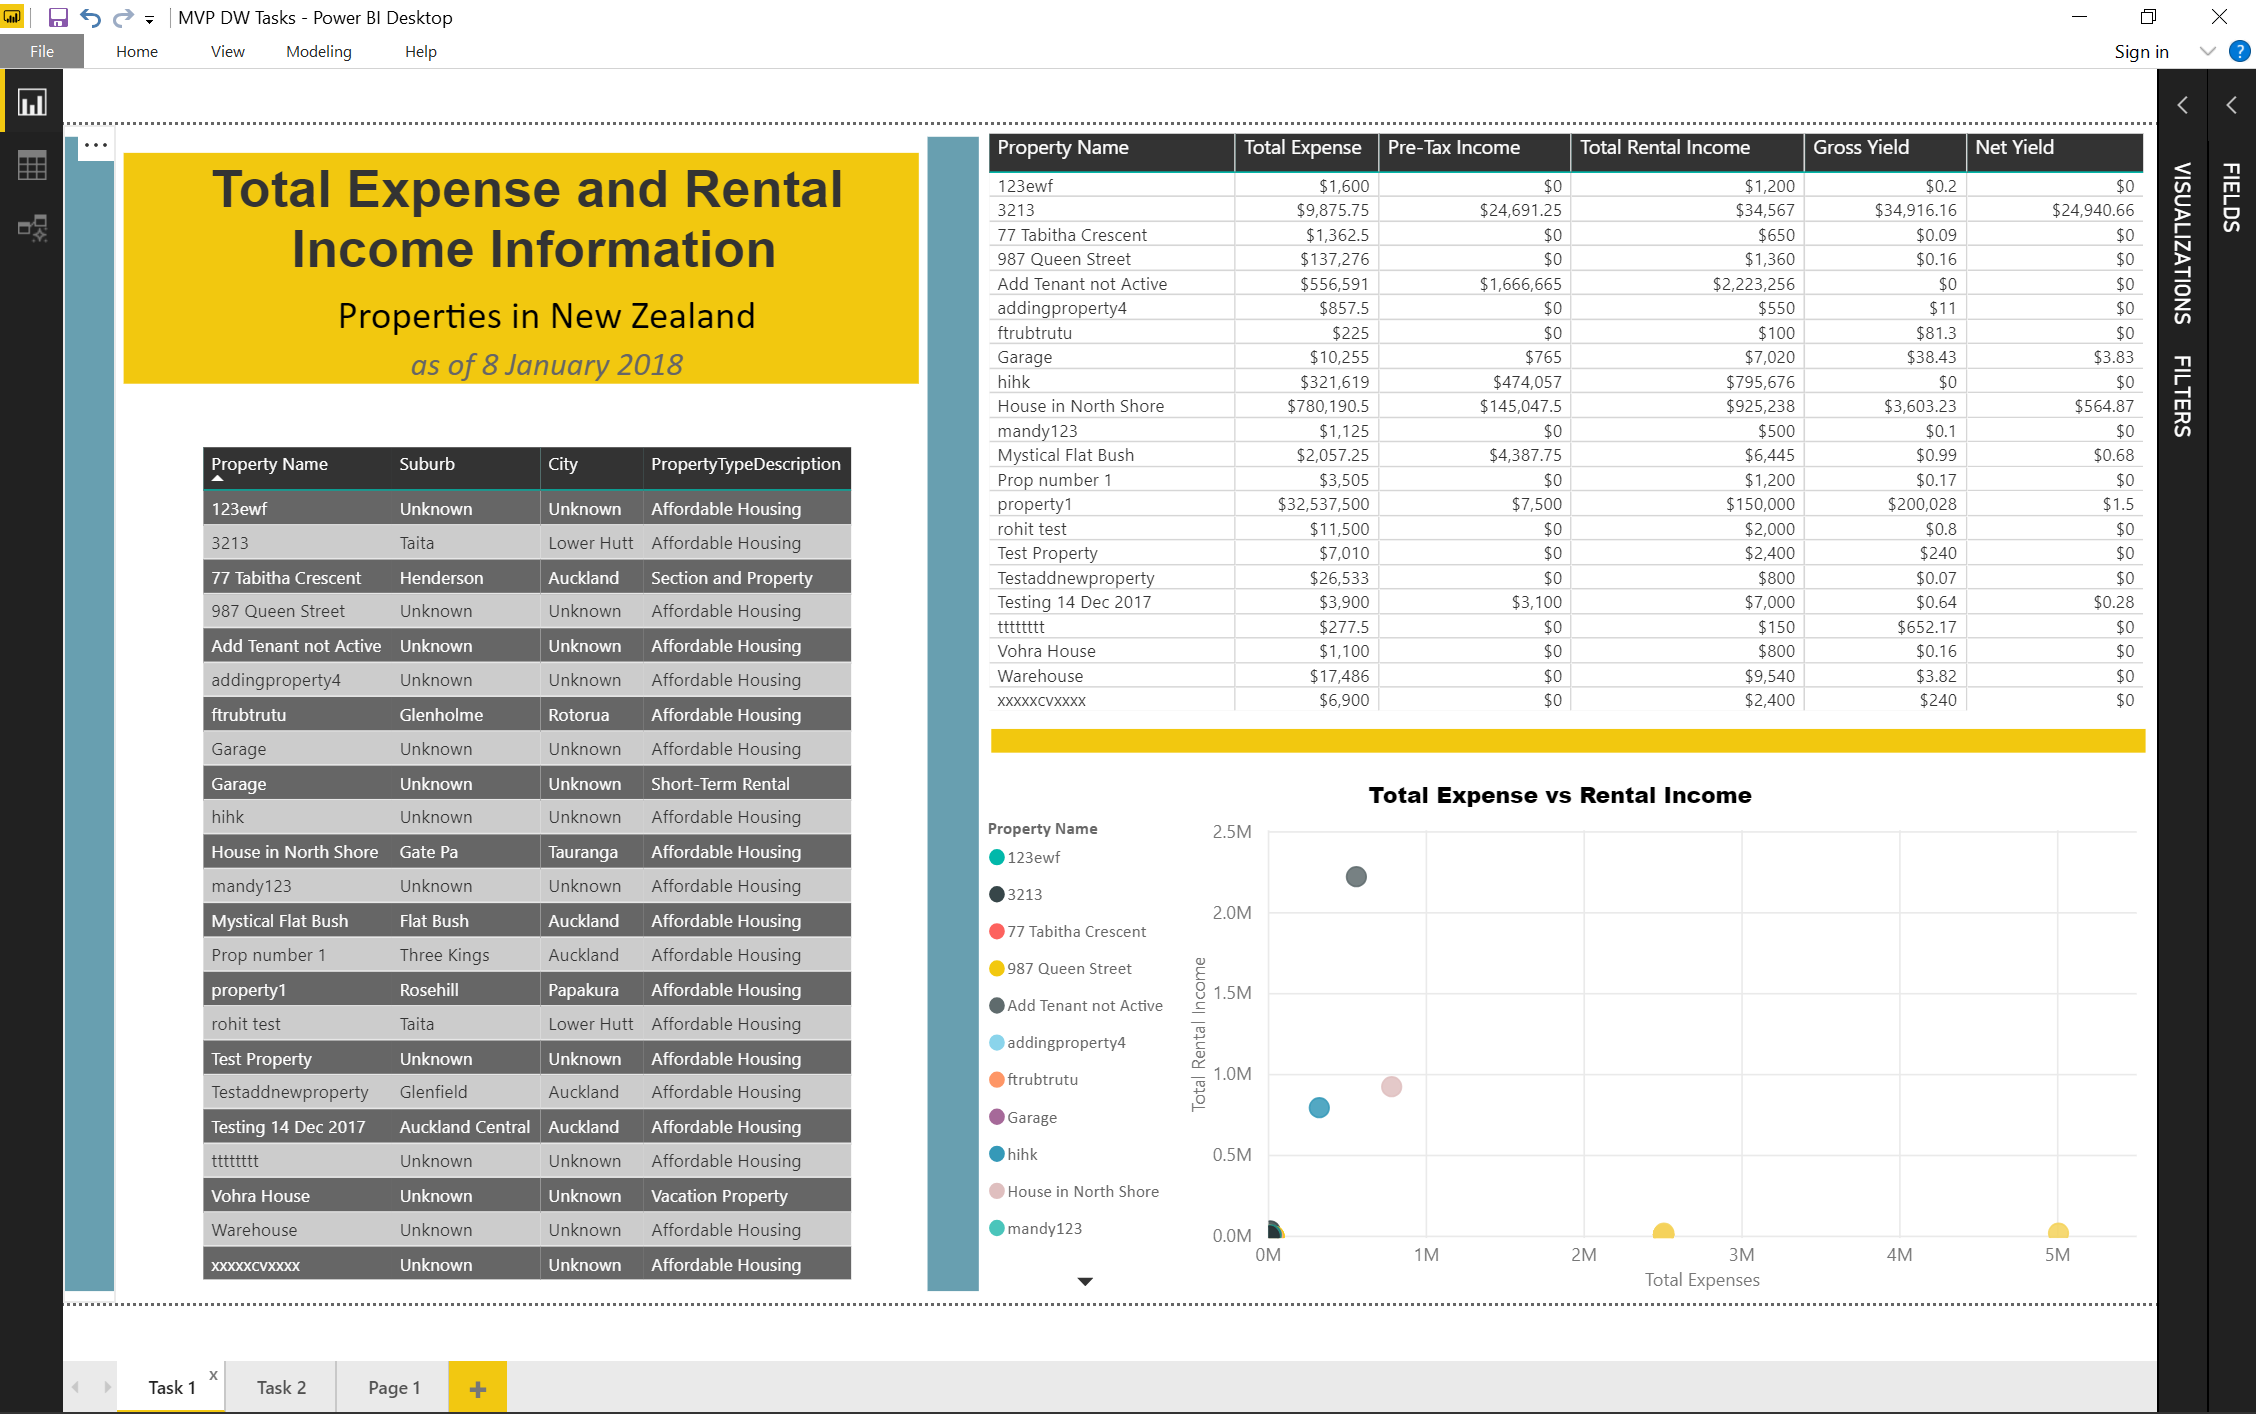 MVP DW Tasks - Power BI Desktop
File Home View Modeling Help Sign in ?
Total Expense and Rental
Income Information
Properties in New Zealand
as of 8 January 2018
Property Name Suburb City PropertyTypeDescription
123ewf Unknown Unknown Affordable Housing
3213 Taita Lower Hutt Affordable Housing
77 Tabitha Crescent Henderson Auckland Section and Property
987 Queen Street Unknown Unknown Affordable Housing
Add Tenant not Active Unknown Unknown Affordable Housing
addingproperty4 Unknown Unknown Affordable Housing
ftrubtrutu Glenholme Rotorua Affordable Housing
Garage Unknown Unknown Affordable Housing
Garage Unknown Unknown Short-Term Rental
hihk Unknown Unknown Affordable Housing
House in North Shore Gate Pa Tauranga Affordable Housing
mandy123 Unknown Unknown Affordable Housing
Mystical Flat Bush Flat Bush Auckland Affordable Housing
Prop number 1 Three Kings Auckland Affordable Housing
property1 Rosehill Papakura Affordable Housing
rohit test Taita Lower Hutt Affordable Housing
Test Property Unknown Unknown Affordable Housing
Testaddnewproperty Glenfield Auckland Affordable Housing
Testing 14 Dec 2017 Auckland Central Auckland Affordable Housing
tttttttt Unknown Unknown Affordable Housing
Vohra House Unknown Unknown Vacation Property
Warehouse Unknown Unknown Affordable Housing
xxxxxcvxxxx Unknown Unknown Affordable Housing
Property Name Total Expense Pre-Tax Income Total Rental Income Gross Yield Net Yield
123ewf $1,600 $0 $1,200 $0.2 $0
3213 $9,875.75 $24,691.25 $34,567 $34,916.16 $24,940.66
77 Tabitha Crescent $1,362.5 $0 $650 $0.09 $0
987 Queen Street $137,276 $0 $1,360 $0.16 $0
Add Tenant not Active $556,591 $1,666,665 $2,223,256 $0 $0
addingproperty4 $857.5 $0 $550 $11 $0
ftrubtrutu $225 $0 $100 $81.3 $0
Garage $10,255 $765 $7,020 $38.43 $3.83
hihk $321,619 $474,057 $795,676 $0 $0
House in North Shore $780,190.5 $145,047.5 $925,238 $3,603.23 $564.87
mandy123 $1,125 $0 $500 $0.1 $0
Mystical Flat Bush $2,057.25 $4,387.75 $6,445 $0.99 $0.68
Prop number 1 $3,505 $0 $1,200 $0.17 $0
property1 $32,537,500 $7,500 $150,000 $200,028 $1.5
rohit test $11,500 $0 $2,000 $0.8 $0
Test Property $7,010 $0 $2,400 $240 $0
Testaddnewproperty $26,533 $0 $800 $0.07 $0
Testing 14 Dec 2017 $3,900 $3,100 $7,000 $0.64 $0.28
tttttttt $277.5 $0 $150 $652.17 $0
Vohra House $1,100 $0 $800 $0.16 $0
Warehouse $17,486 $0 $9,540 $3.82 $0
xxxxxcvxxxx $6,900 $0 $2,400 $240 $0
Total Expense vs Rental Income
Property Name
123ewf
3213
77 Tabitha Crescent
987 Queen Street
Add Tenant not Active
addingproperty4
ftrubtrutu
Garage
hihk
House in North Shore
mandy123
Total Rental Income
2.5M
2.0M
1.5M
1.0M
0.5M
0.0M
0M 1M 2M 3M 4M 5M
Total Expenses
VISUALIZATIONS
FILTERS
FIELDS
Task 1 x Task 2 Page 1 +